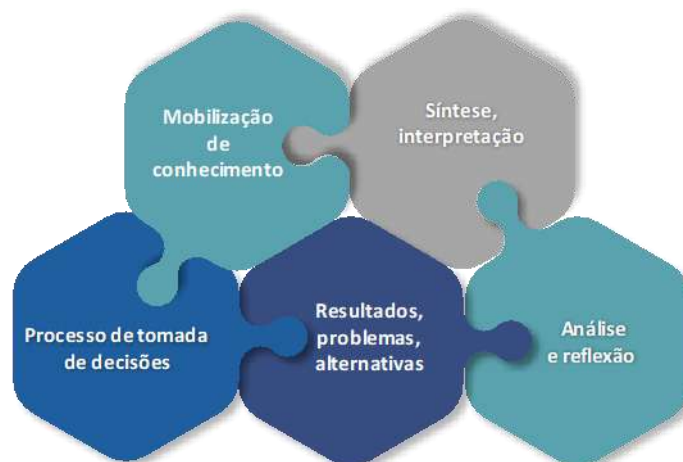 Mobilização
de
conhecimento
Síntese,
interpretação
Processo de tomada
de decisões
Resultados,
problemas,
alternativas
Análise
e reflexão